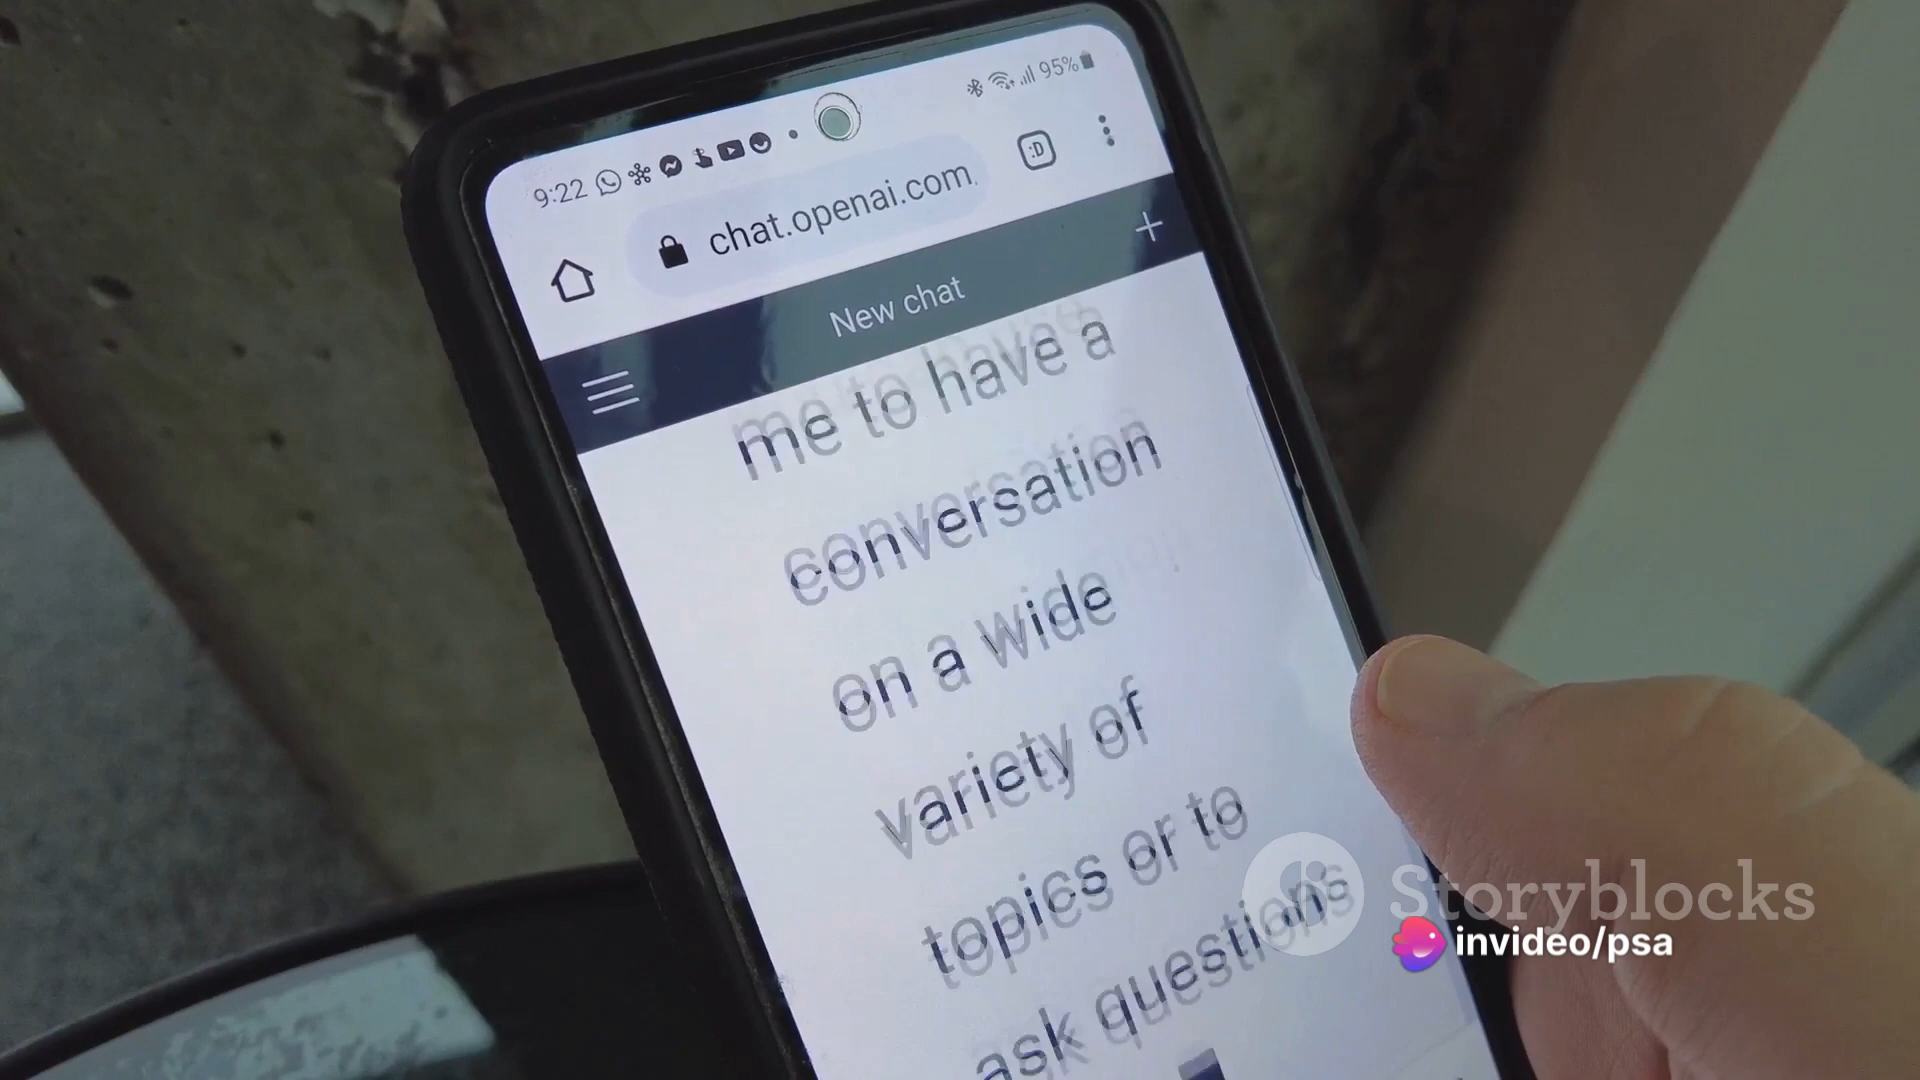 9:22
95%
chat.openai.com
:D
New chat
me to have a
conversation
on a wide
variety of
topics or to
ask questions
Storyblocks
invideo/psa